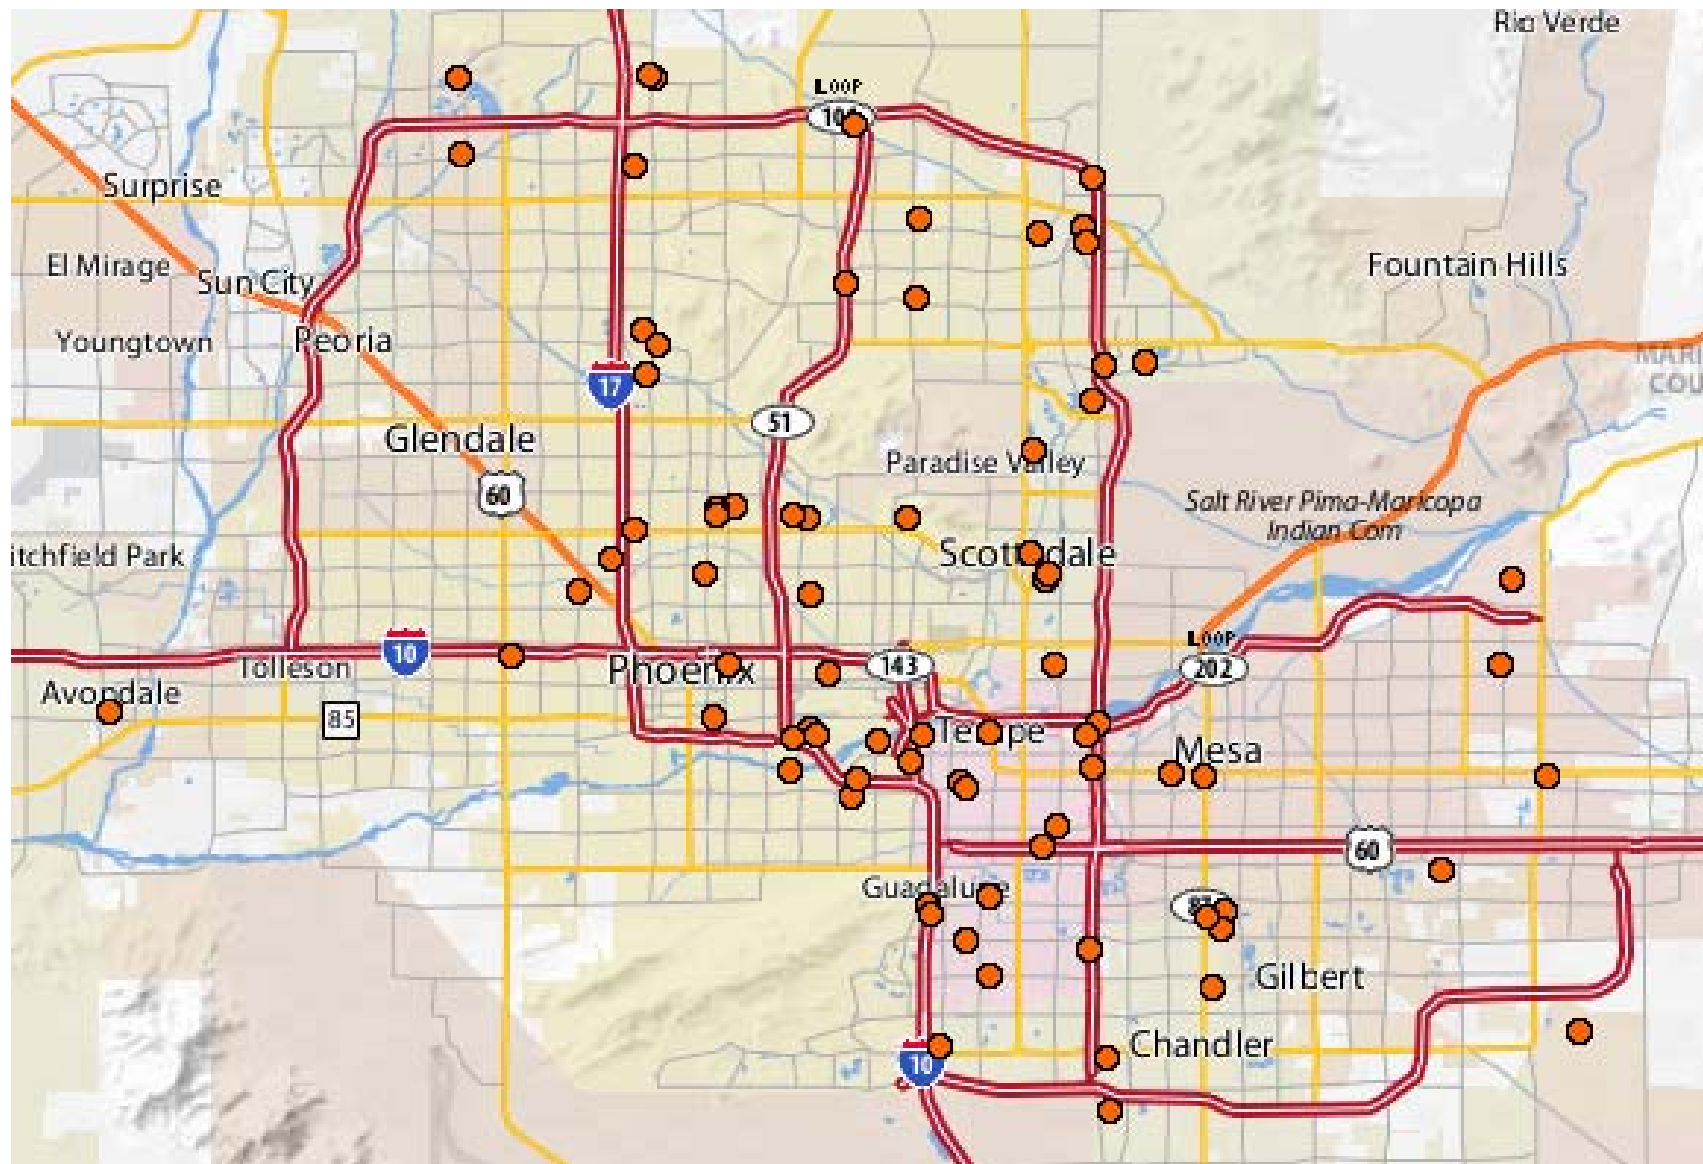 Rio Verde
LOOP
Surprise
El Mirage
Sun City
Fountain Hills
Youngtown
Peoria
17
51
Glendale
Paradise Valley
60
Salt River Pima-Maricopa
Indian Com
itchfield Park
Scottsdale
LOOP
10
143
202
Tolleson
Phoenix
Avondale
85
Tempe
Mesa
60
Guadalupe
Gilbert
Chandler
10